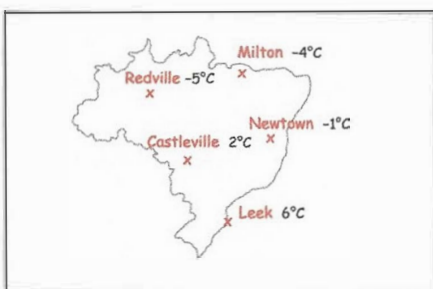 Milton -4°C
Redville -5°C
Newtown -1°C
Castleville 2°C
Leek 6°C